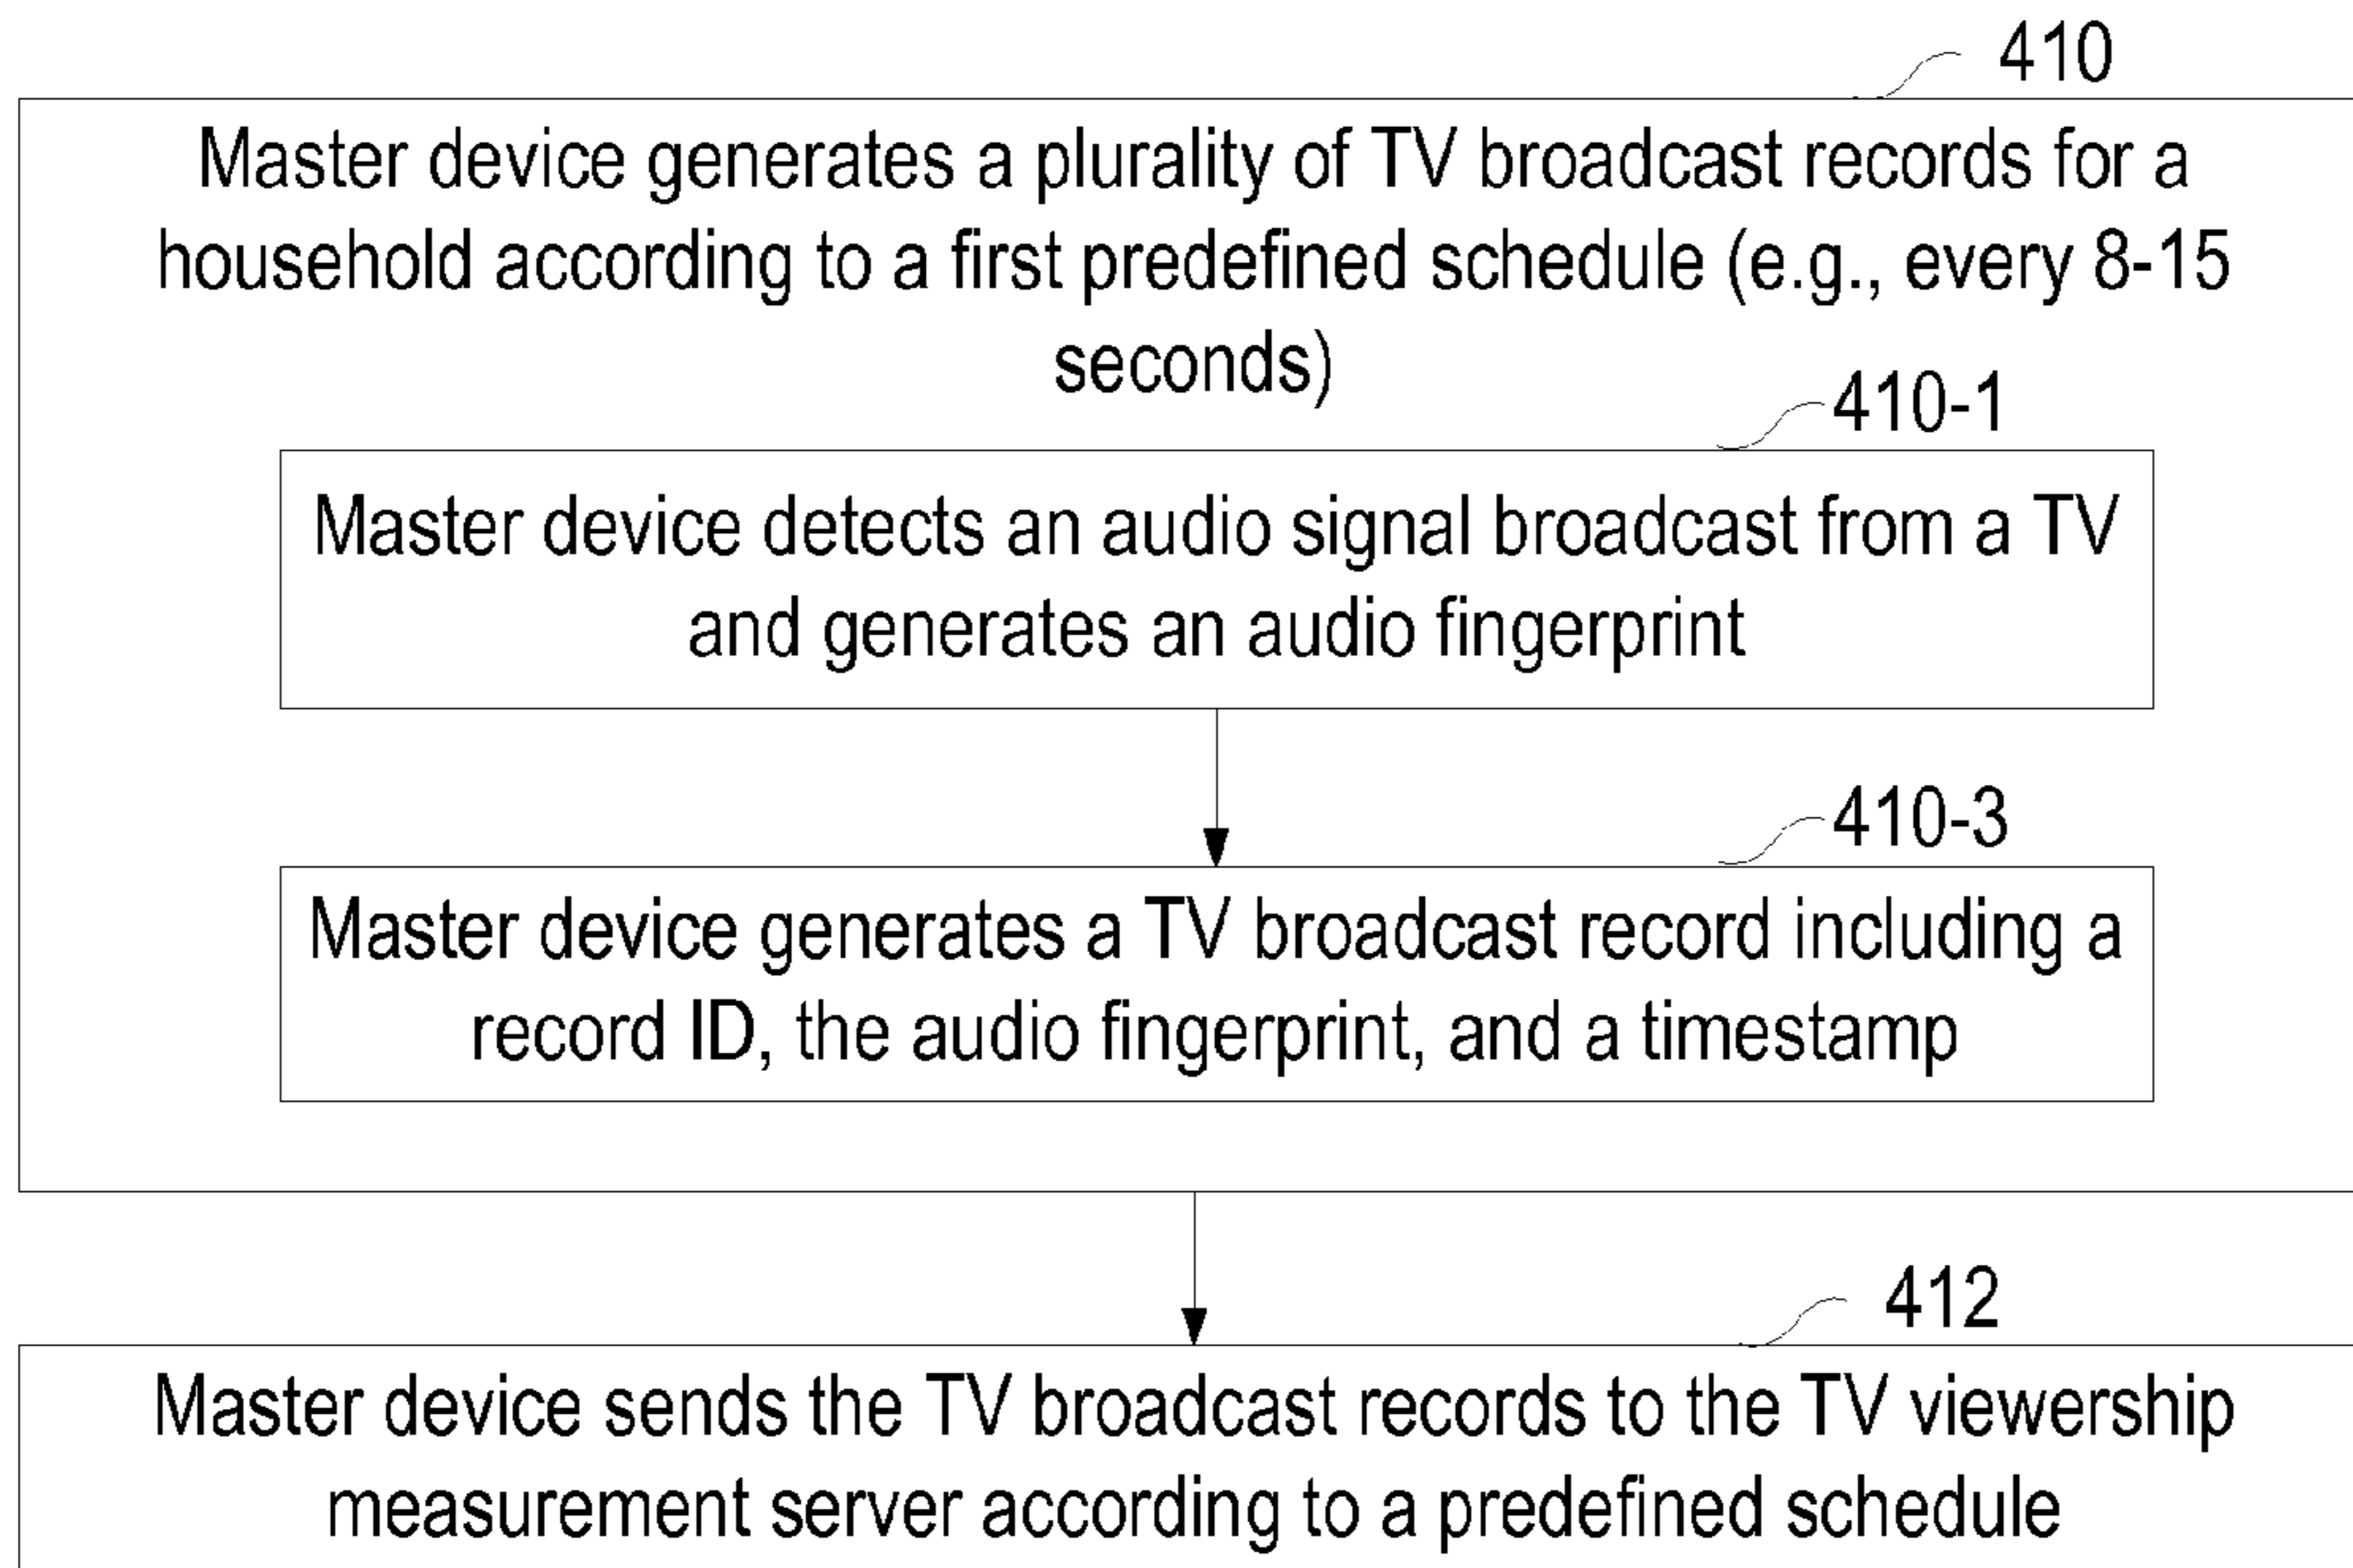 410
Master device generates a plurality of TV broadcast records for a
household according to a first predefined schedule (e.g., every 8-15
seconds)
410-1
Master device detects an audio signal broadcast from a TV
and generates an audio fingerprint
410-3
Master device generates a TV broadcast record including a
record ID, the audio fingerprint, and a timestamp
412
Master device sends the TV broadcast records to the TV viewership
measurement server according to a predefined schedule